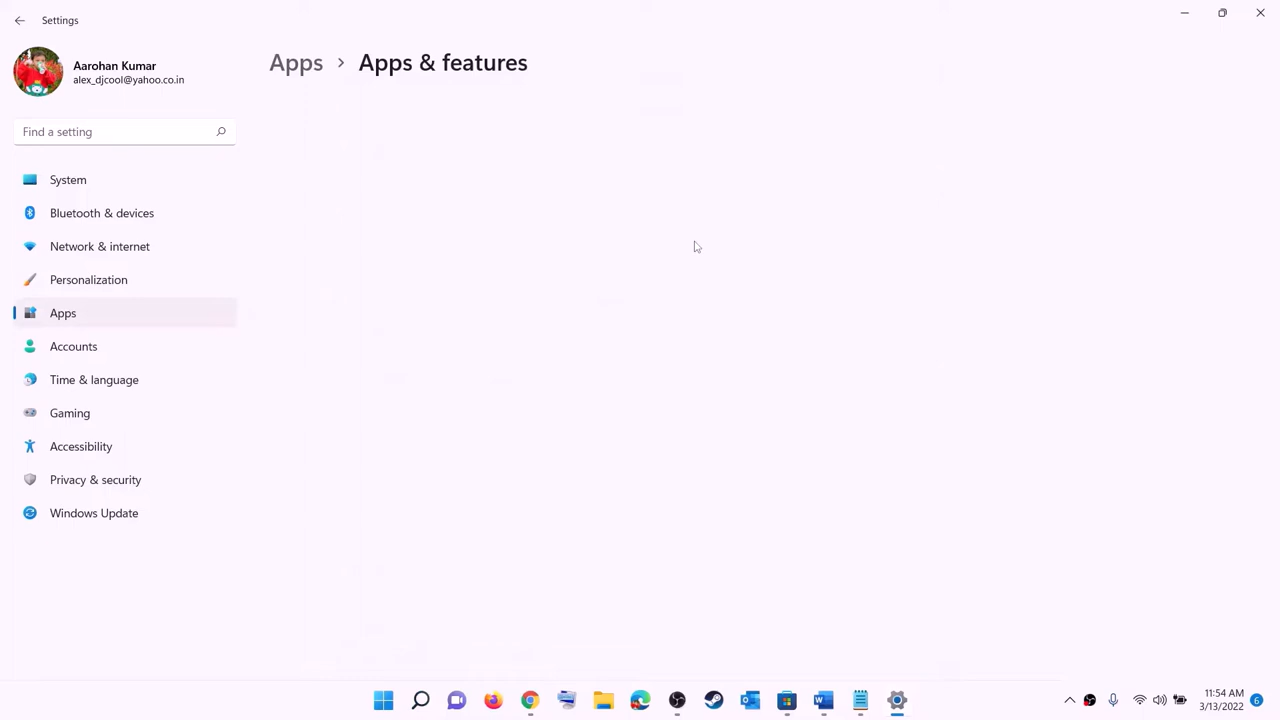 Settings
Aarohan Kumar
alex_djcool@yahoo.co.in
Apps > Apps & features
Find a setting
System
Bluetooth & devices
Network & internet
Personalization
Apps
Accounts
Time & language
Gaming
Accessibility
Privacy & security
Windows Update
11:54 AM
3/13/2022
6